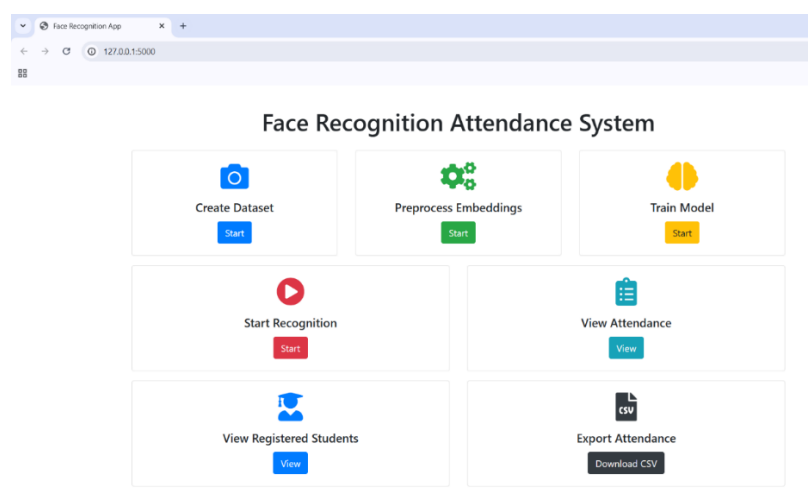 Face Recognition App
127.0.0.1:5000
Face Recognition Attendance System
Create Dataset
Start
Preprocess Embeddings
Start
Train Model
Start
Start Recognition
Start
View Attendance
View
View Registered Students
View
CSV
Export Attendance
Download CSV